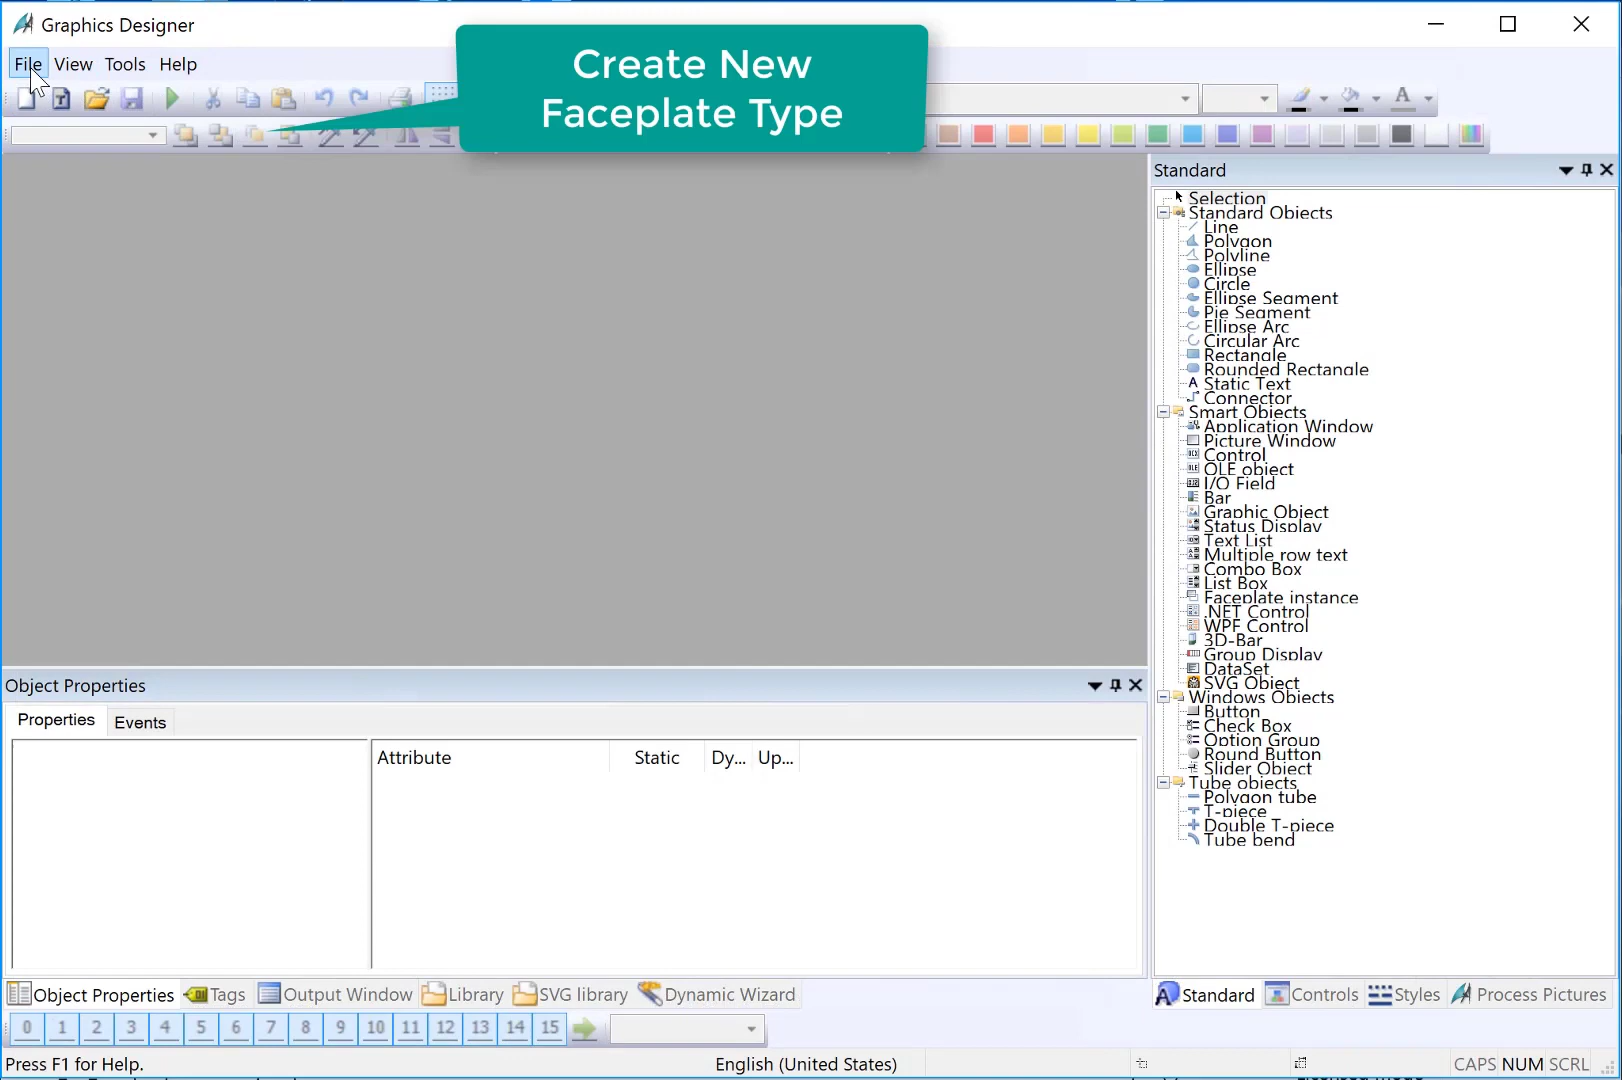 Graphics Designer
File View Tools Help
Create New
Faceplate Type
Standard
Selection
Standard Objects
Line
Polygon
Polyline
Ellipse
Circle
Ellipse Segment
Pie Segment
Ellipse Arc
Circular Arc
Rectangle
Rounded Rectangle
Static Text
Connector
Smart Objects
Application Window
Picture Window
Control
OLE object
I/O Field
Bar
Graphic Object
Status Display
Text List
Multiple row text
Combo Box
List Box
Faceplate instance
.NET Control
WPF Control
3D-Bar
Group Display
DataSet
SVG Object
Windows Objects
Button
Check Box
Option Group
Round Button
Slider Object
Tube objects
Polygon tube
T-piece
Double T-piece
Tube bend
Object Properties
Properties Events
Attribute Static Dy... Up...
Object Properties Tags Output Window Library SVG library Dynamic Wizard
Standard Controls Styles Process Pictures
0 1 2 3 4 5 6 7 8 9 10 11 12 13 14 15
Press F1 for Help. English (United States) CAPS NUM SCRL